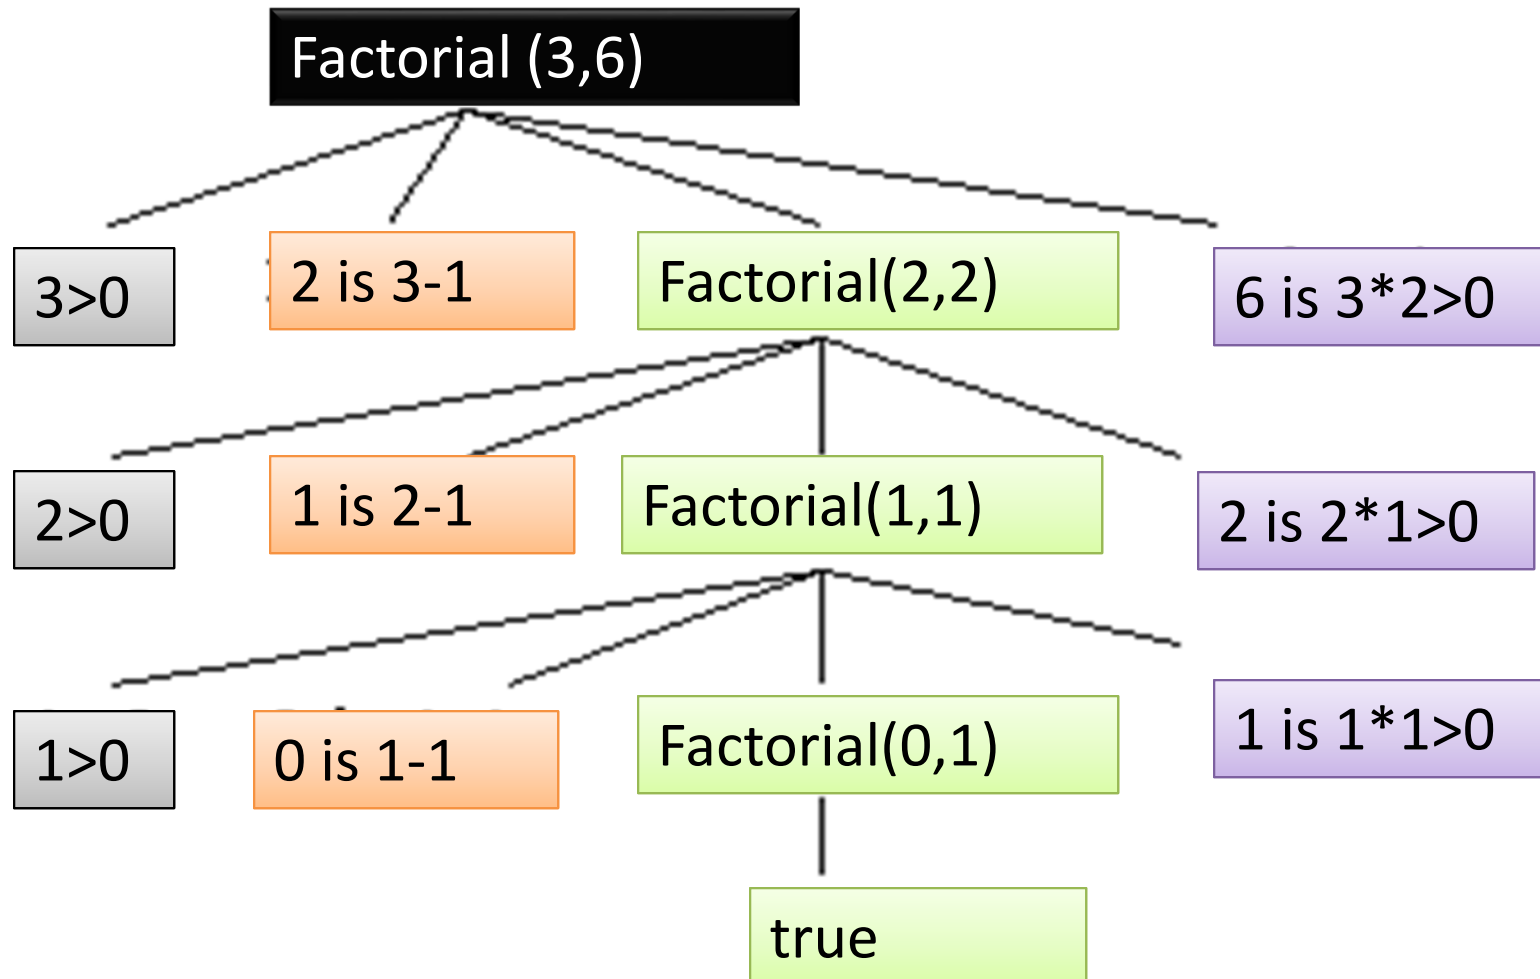 Factorial (3,6)
3>0
2 is 3-1
Factorial(2,2)
6 is 3*2>0
2>0
1 is 2-1
Factorial(1,1)
2 is 2*1>0
1>0
0 is 1-1
Factorial(0,1)
1 is 1*1>0
true